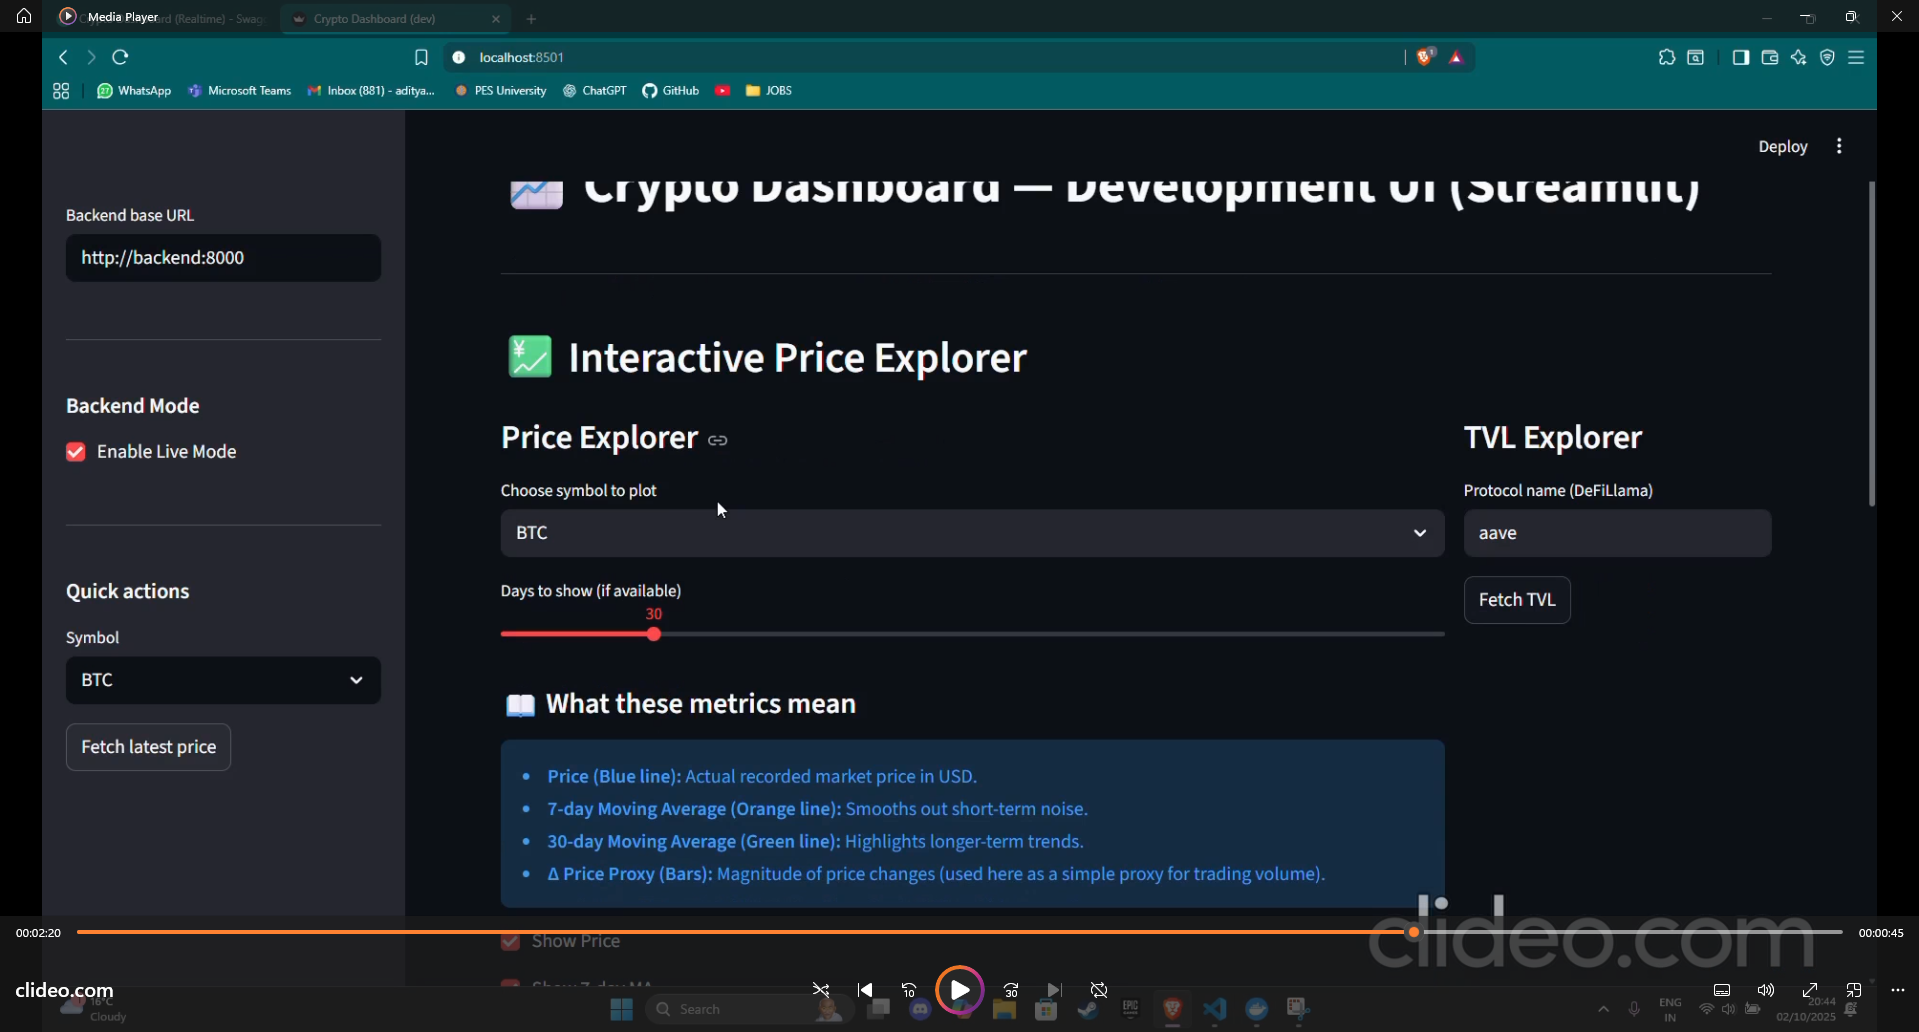 Media Player
Dashboard (Realtime) - Swag
Crypto Dashboard (dev)
localhost:8501
WhatsApp
Microsoft Teams
Inbox (881) - aditya...
PES University
ChatGPT
GitHub
JOBS
Deploy
Crypto Dashboard — Development UI (Streamlit)
Backend base URL
http://backend:8000
Backend Mode
Enable Live Mode
Quick actions
Symbol
BTC
Fetch latest price
Interactive Price Explorer
Price Explorer
Choose symbol to plot
BTC
Days to show (if available)
30
TVL Explorer
Protocol name (DeFiLlama)
aave
Fetch TVL
What these metrics mean
• Price (Blue line): Actual recorded market price in USD.
• 7-day Moving Average (Orange line): Smooths out short-term noise.
• 30-day Moving Average (Green line): Highlights longer-term trends.
• Δ Price Proxy (Bars): Magnitude of price changes (used here as a simple proxy for trading volume).
Show Price
Show 7-day MA
clideo.com
00:02:20
00:00:45
clideo.com
16°C
Cloudy
Search
10
30
EPIC
ENG
IN
20:44
02/10/2025